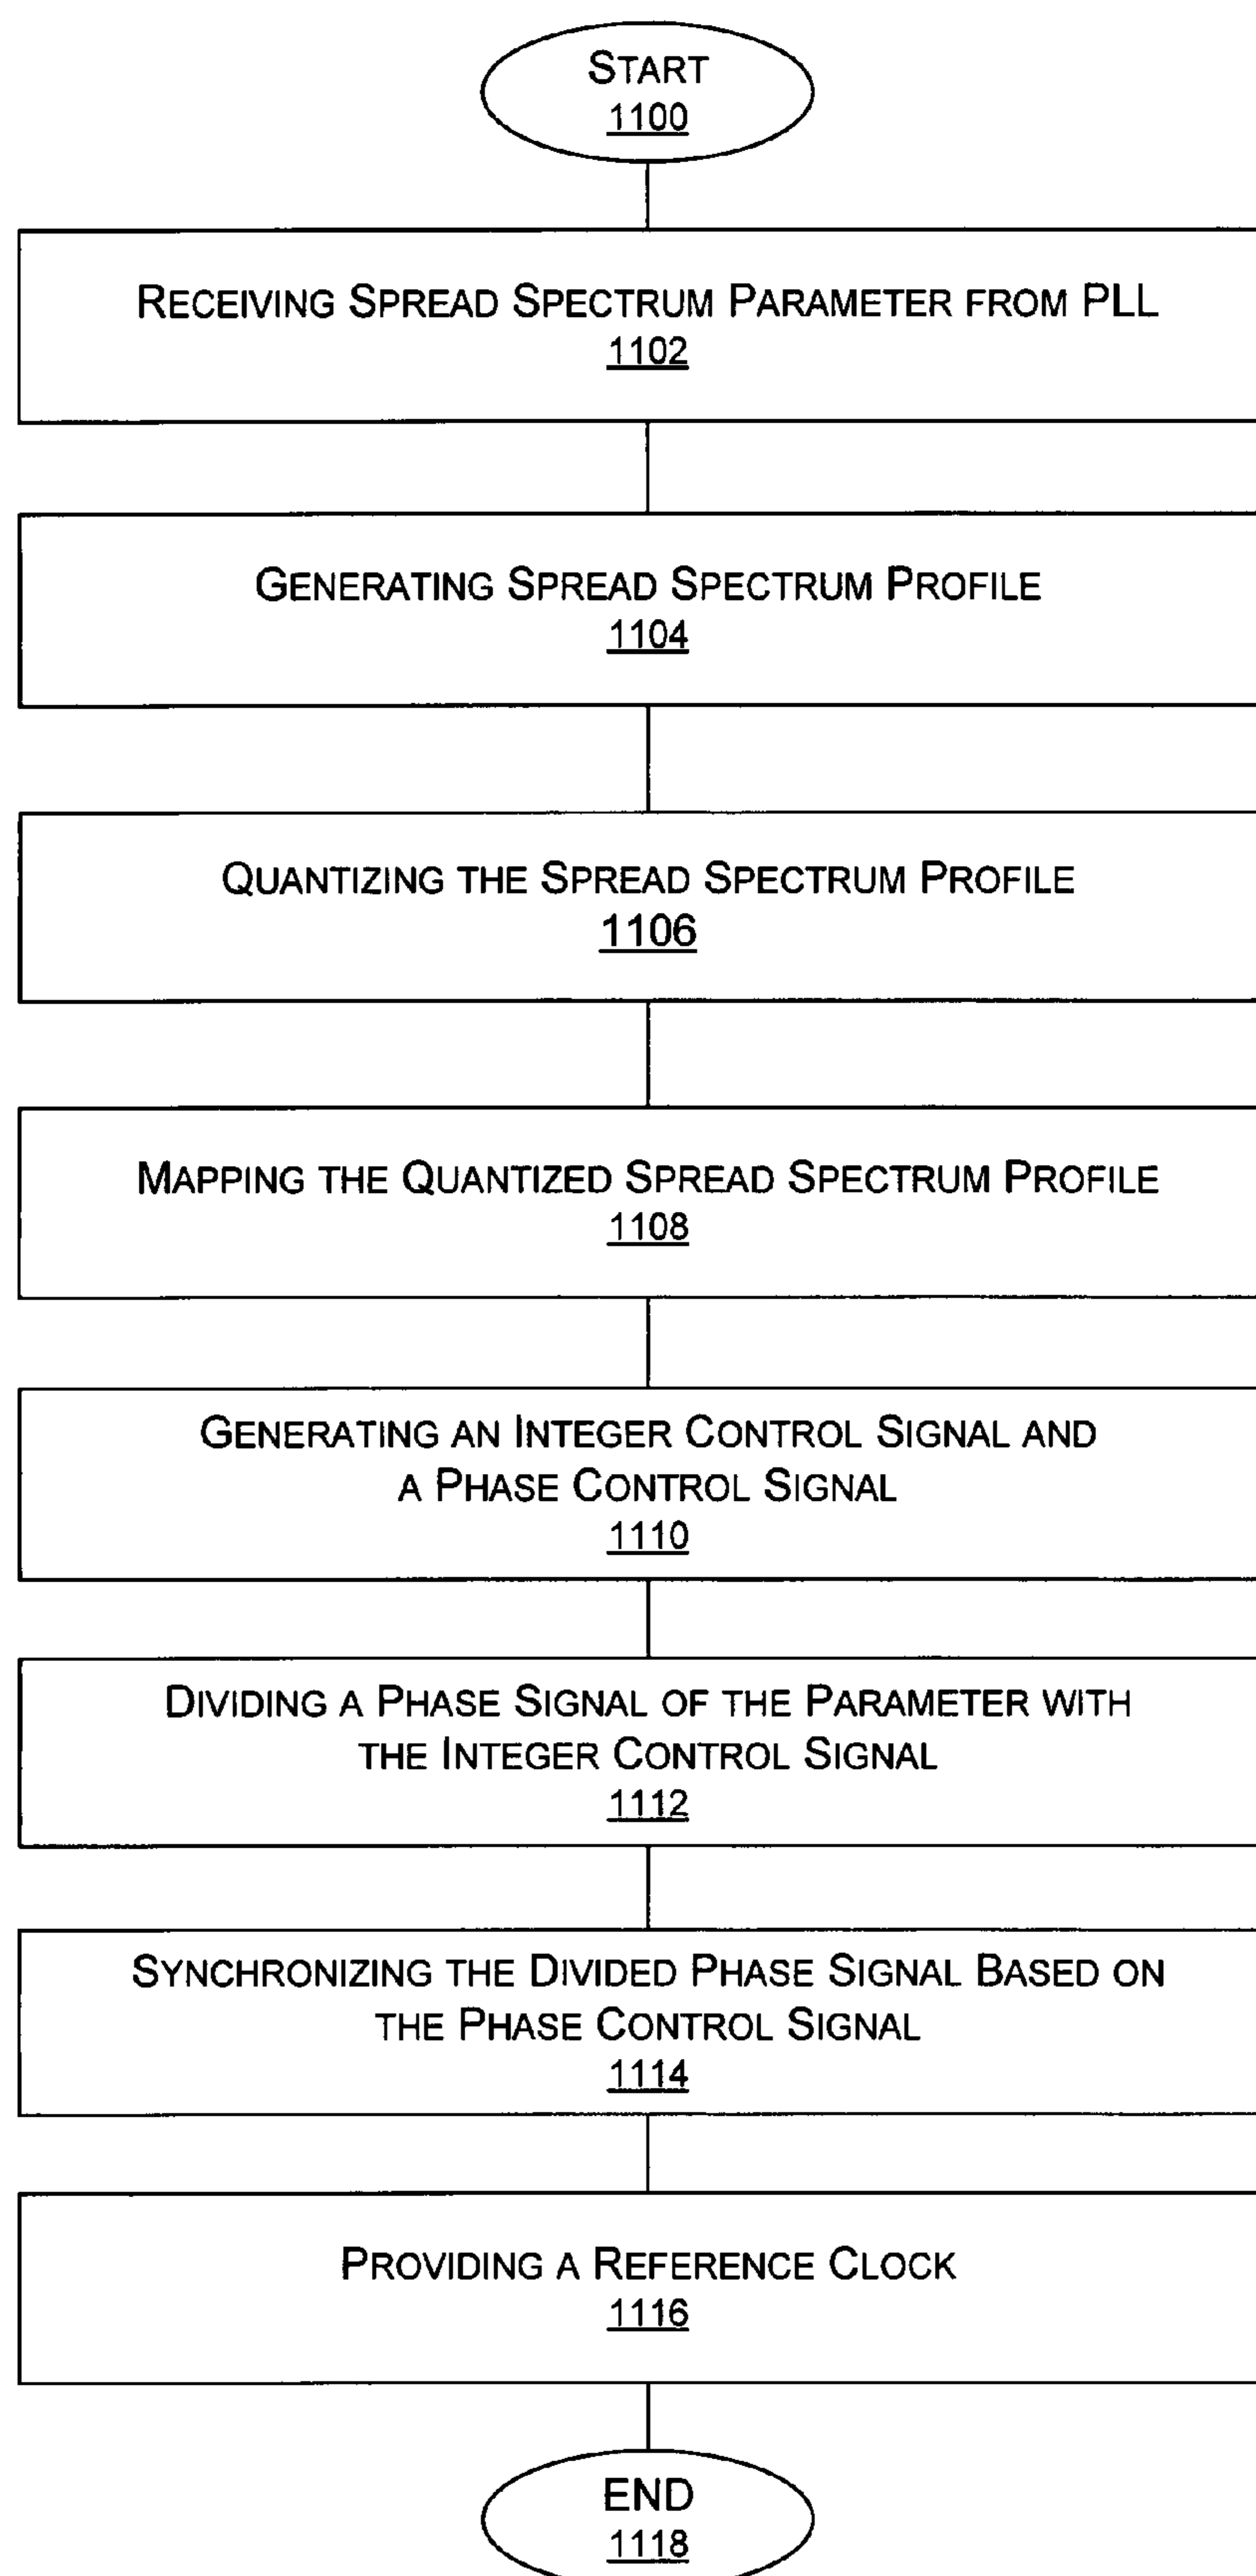 START
1100
RECEIVING SPREAD SPECTRUM PARAMETER FROM PLL
1102
GENERATING SPREAD SPECTRUM PROFILE
1104
QUANTIZING THE SPREAD SPECTRUM PROFILE
1106
MAPPING THE QUANTIZED SPREAD SPECTRUM PROFILE
1108
GENERATING AN INTEGER CONTROL SIGNAL AND
A PHASE CONTROL SIGNAL
1110
DIVIDING A PHASE SIGNAL OF THE PARAMETER WITH
THE INTEGER CONTROL SIGNAL
1112
SYNCHRONIZING THE DIVIDED PHASE SIGNAL BASED ON
THE PHASE CONTROL SIGNAL
1114
PROVIDING A REFERENCE CLOCK
1116
END
1118